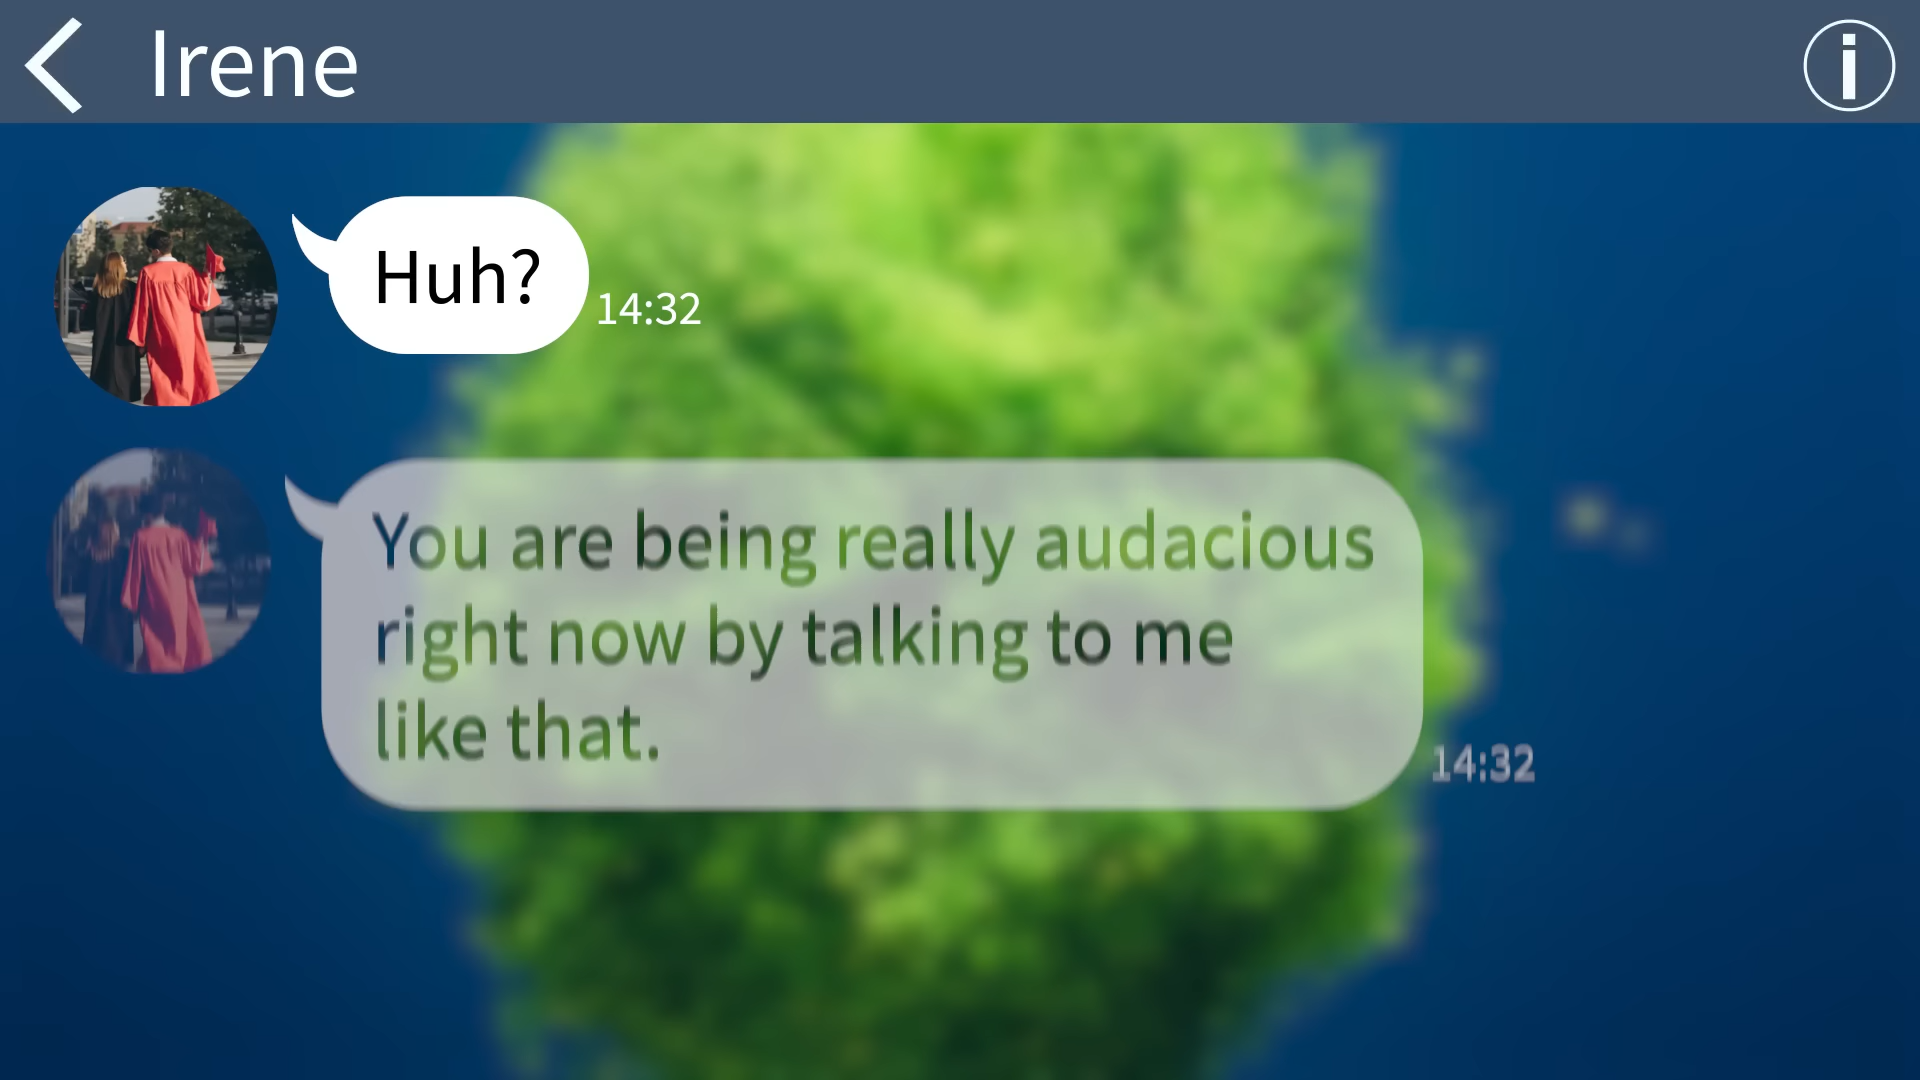 Irene
Huh?
14:32
You are being really audacious
right now by talking to me
like that.
14:32